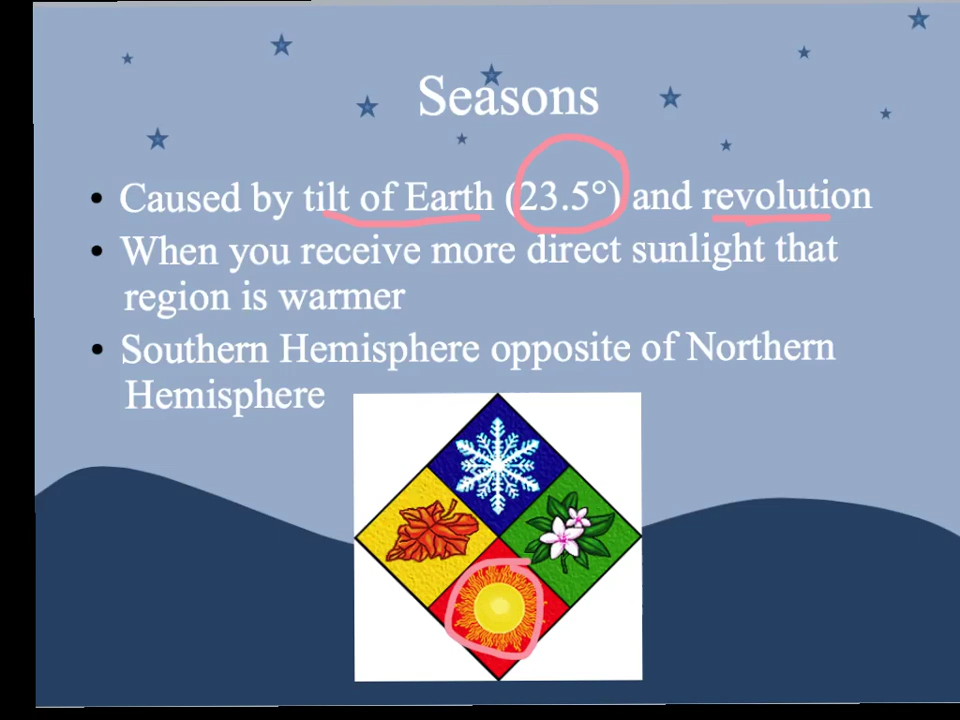 Seasons
• Caused by tilt of Earth (23.5°) and revolution
• When you receive more direct sunlight that
region is warmer
• Southern Hemisphere opposite of Northern
Hemisphere